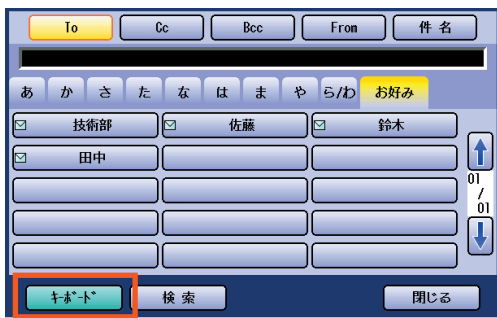 To Cc Bcc From 件 名
あ か さ た な は ま や ら/わ お好み
技術部 佐藤 鈴木
田中
01
/
01
ｷｰﾎﾞｰﾄﾞ 検 索 閉じる